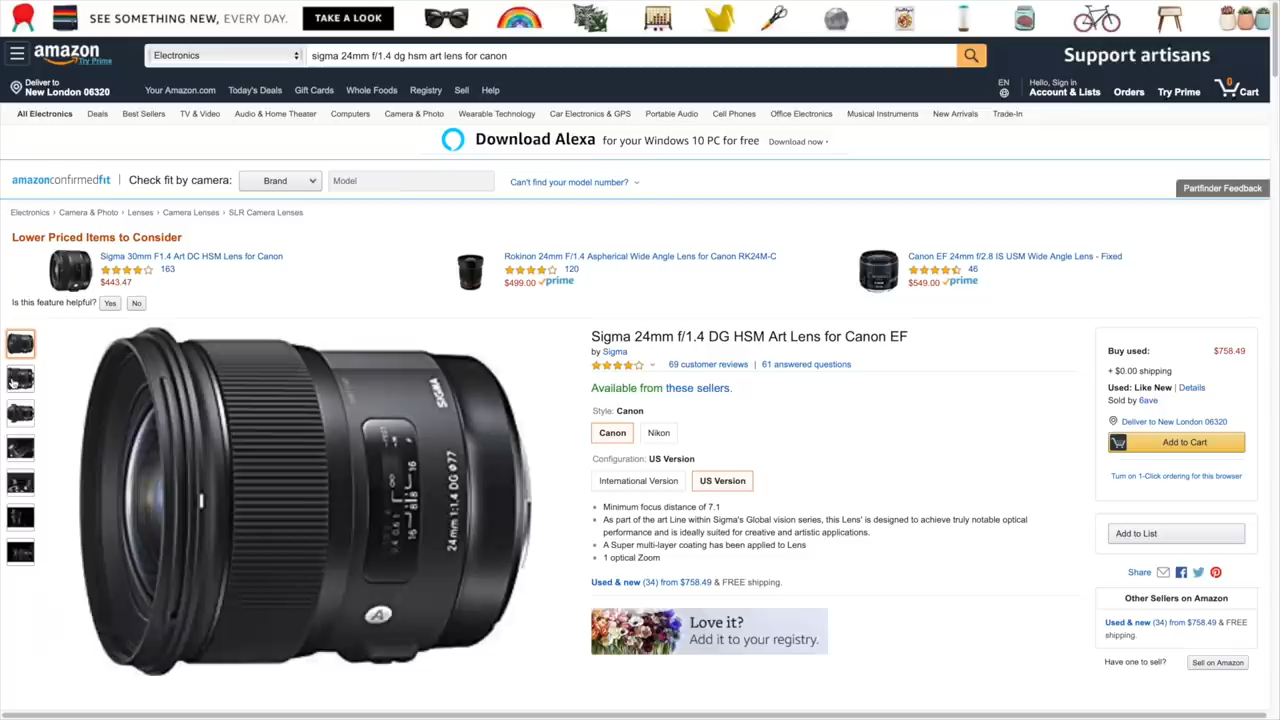 SEE SOMETHING NEW, EVERY DAY. TAKE A LOOK
amazon
Try Prime
Electronics
sigma 24mm f/1.4 dg hsm art lens for canon
Support artisans
Deliver to
New London 06320
Your Amazon.com Today's Deals Gift Cards Whole Foods Registry Sell Help
EN
Hello, Sign in
Account & Lists Orders Try Prime 0 Cart
All Electronics Deals Best Sellers TV & Video Audio & Home Theater Computers Camera & Photo Wearable Technology Car Electronics & GPS Portable Audio Cell Phones Office Electronics Musical Instruments New Arrivals Trade-In
Download Alexa for your Windows 10 PC for free Download now ›
amazonconfirmedfit | Check fit by camera: Brand Model Can't find your model number?
Partfinder Feedback
Electronics › Camera & Photo › Lenses › Camera Lenses › SLR Camera Lenses
Lower Priced Items to Consider
Sigma 30mm F1.4 Art DC HSM Lens for Canon
163
$443.47
Rokinon 24mm F/1.4 Aspherical Wide Angle Lens for Canon RK24M-C
120
$499.00 prime
Canon EF 24mm f/2.8 IS USM Wide Angle Lens - Fixed
46
$549.00 prime
Is this feature helpful? Yes No
SIGMA
24mm 1:1.4 DG Ø77
16 8 8 16
A
Sigma 24mm f/1.4 DG HSM Art Lens for Canon EF
by Sigma
69 customer reviews | 61 answered questions
Available from these sellers.
Style: Canon
Canon Nikon
Configuration: US Version
International Version US Version
Minimum focus distance of 7.1
As part of the art Line within Sigma's Global vision series, this Lens' is designed to achieve truly notable optical
performance and is ideally suited for creative and artistic applications.
A Super multi-layer coating has been applied to Lens
1 optical Zoom
Used & new (34) from $758.49 & FREE shipping.
Love it?
Add it to your registry.
Buy used: $758.49
+ $0.00 shipping
Used: Like New | Details
Sold by 6ave
Deliver to New London 06320
Add to Cart
Turn on 1-Click ordering for this browser
Add to List
Share
Other Sellers on Amazon
Used & new (34) from $758.49 & FREE
shipping.
Have one to sell? Sell on Amazon